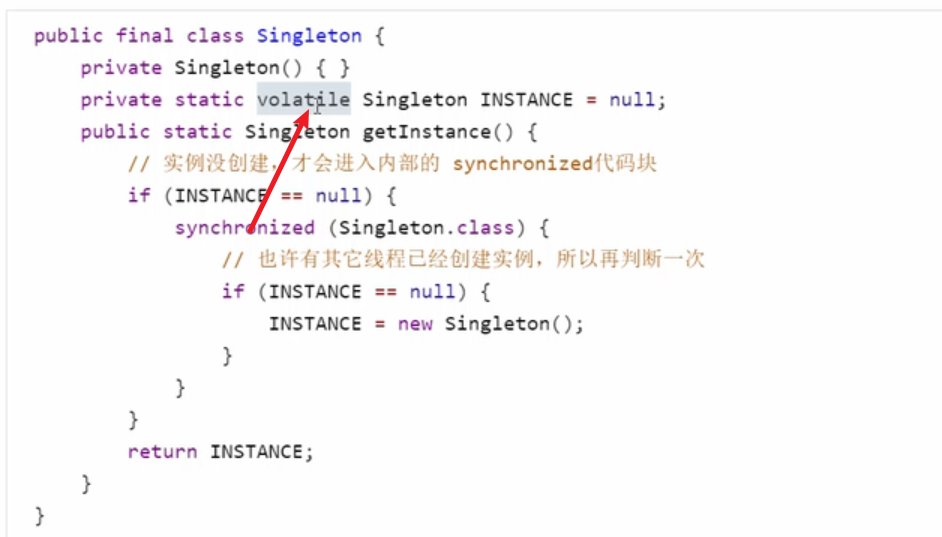 public final class Singleton {
    private Singleton() { }
    private static volatile Singleton INSTANCE = null;
    public static Singleton getInstance() {
        // 实例没创建，才会进入内部的 synchronized代码块
        if (INSTANCE == null) {
            synchronized (Singleton.class) {
                // 也许有其它线程已经创建实例，所以再判断一次
                if (INSTANCE == null) {
                    INSTANCE = new Singleton();
                }
            }
        }
        return INSTANCE;
    }
}